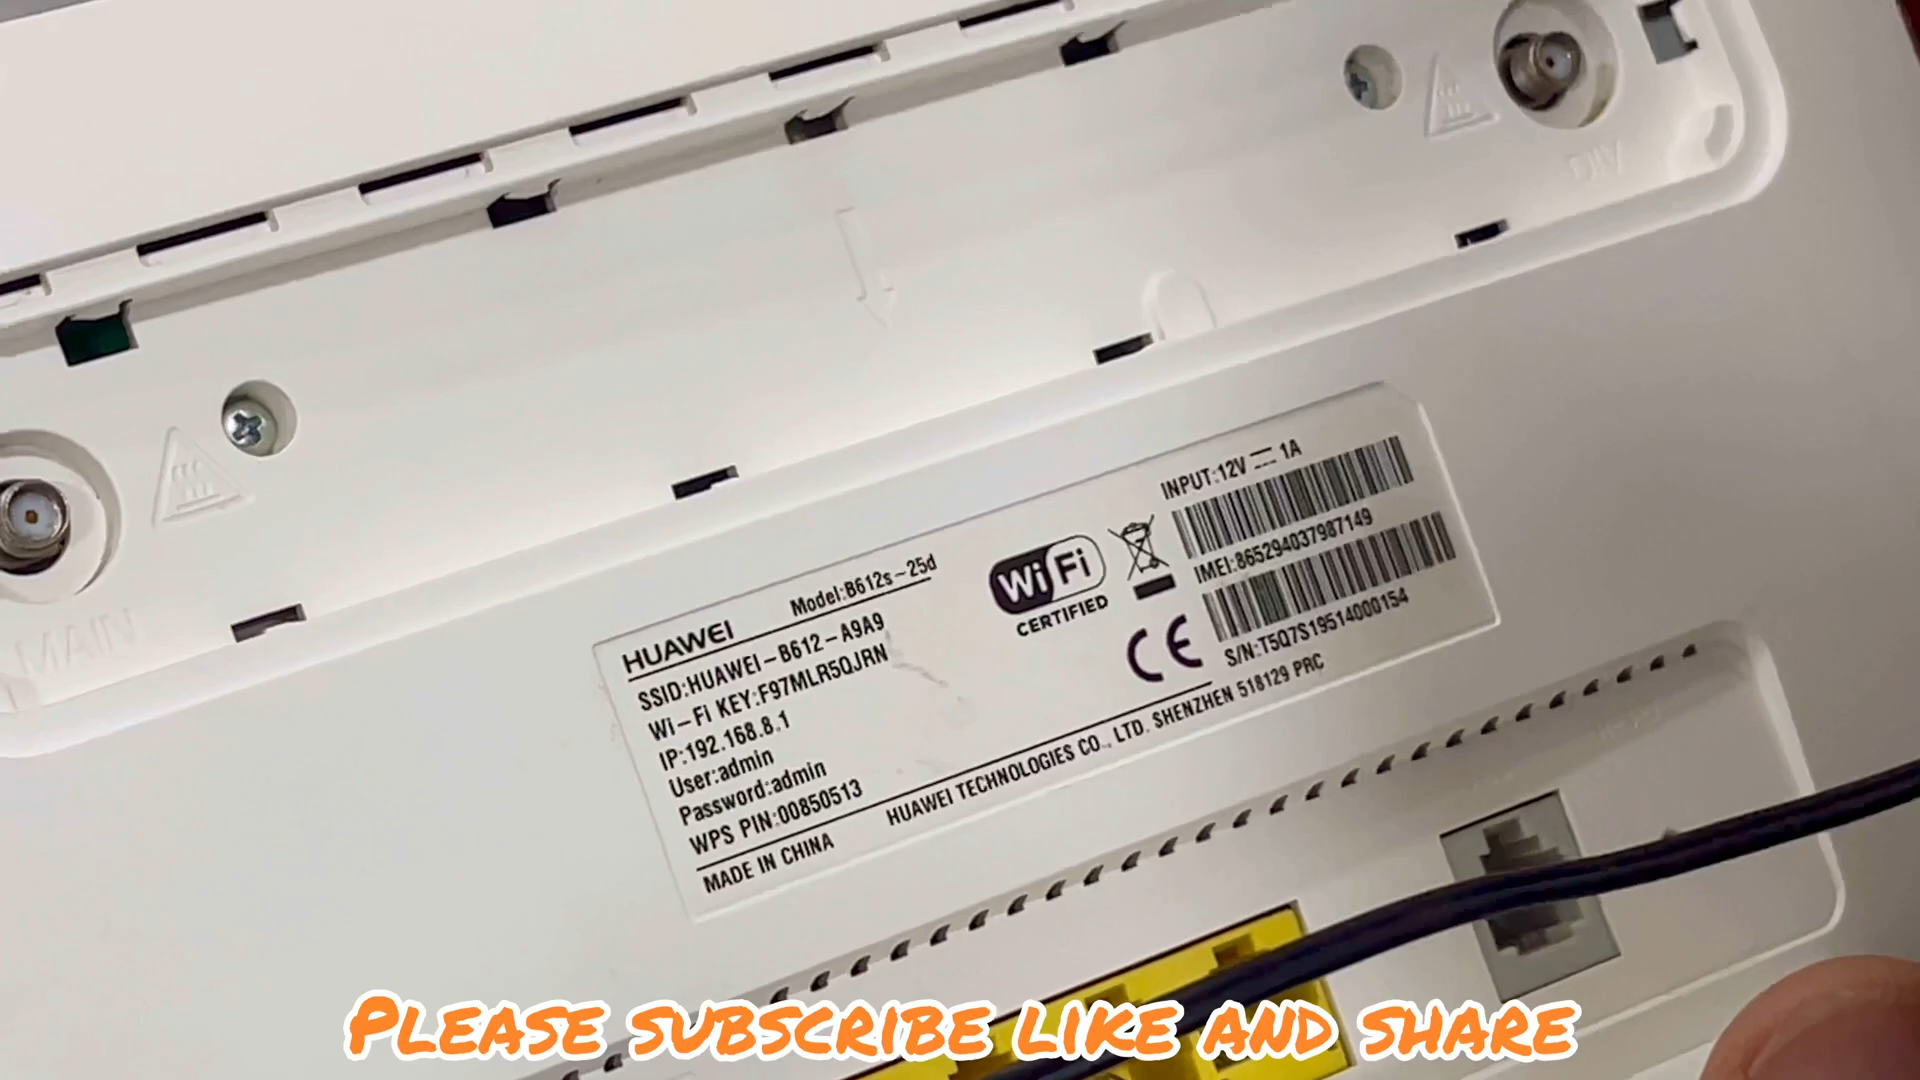 DIV
MAIN
HUAWEI
Model:B612s-25d
SSID:HUAWEI-B612-A9A9
Wi-Fi KEY:F97MLR5QJRN
IP:192.168.8.1
User:admin
Password:admin
WPS PIN:00850513
MADE IN CHINA
HUAWEI TECHNOLOGIES CO., LTD. SHENZHEN 518129 PRC
WiFi
CERTIFIED
CE
INPUT:12V ⎓ 1A
IMEI:865294037987149
S/N:T5Q7S19514000154
PLEASE SUBSCRIBE LIKE AND SHARE